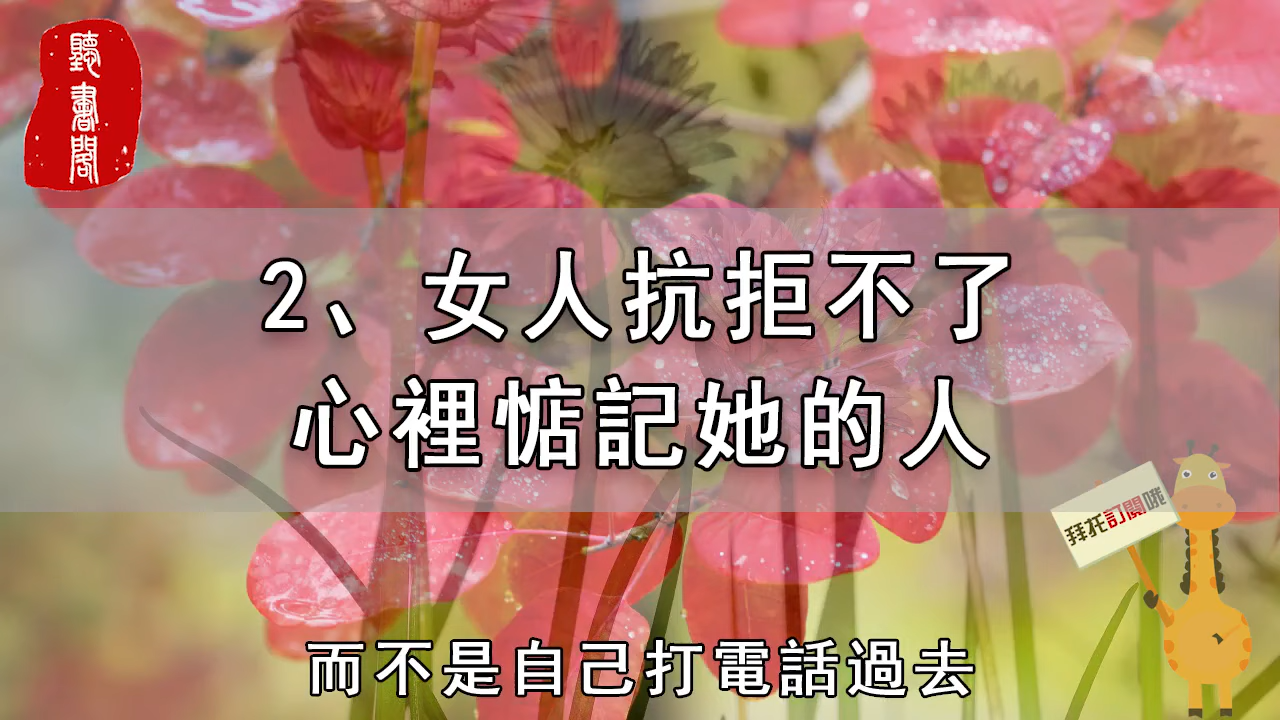 聽書閣
2、女人抗拒不了
心裡惦記她的人
拜托訂閱哦
而不是自己打電話過去